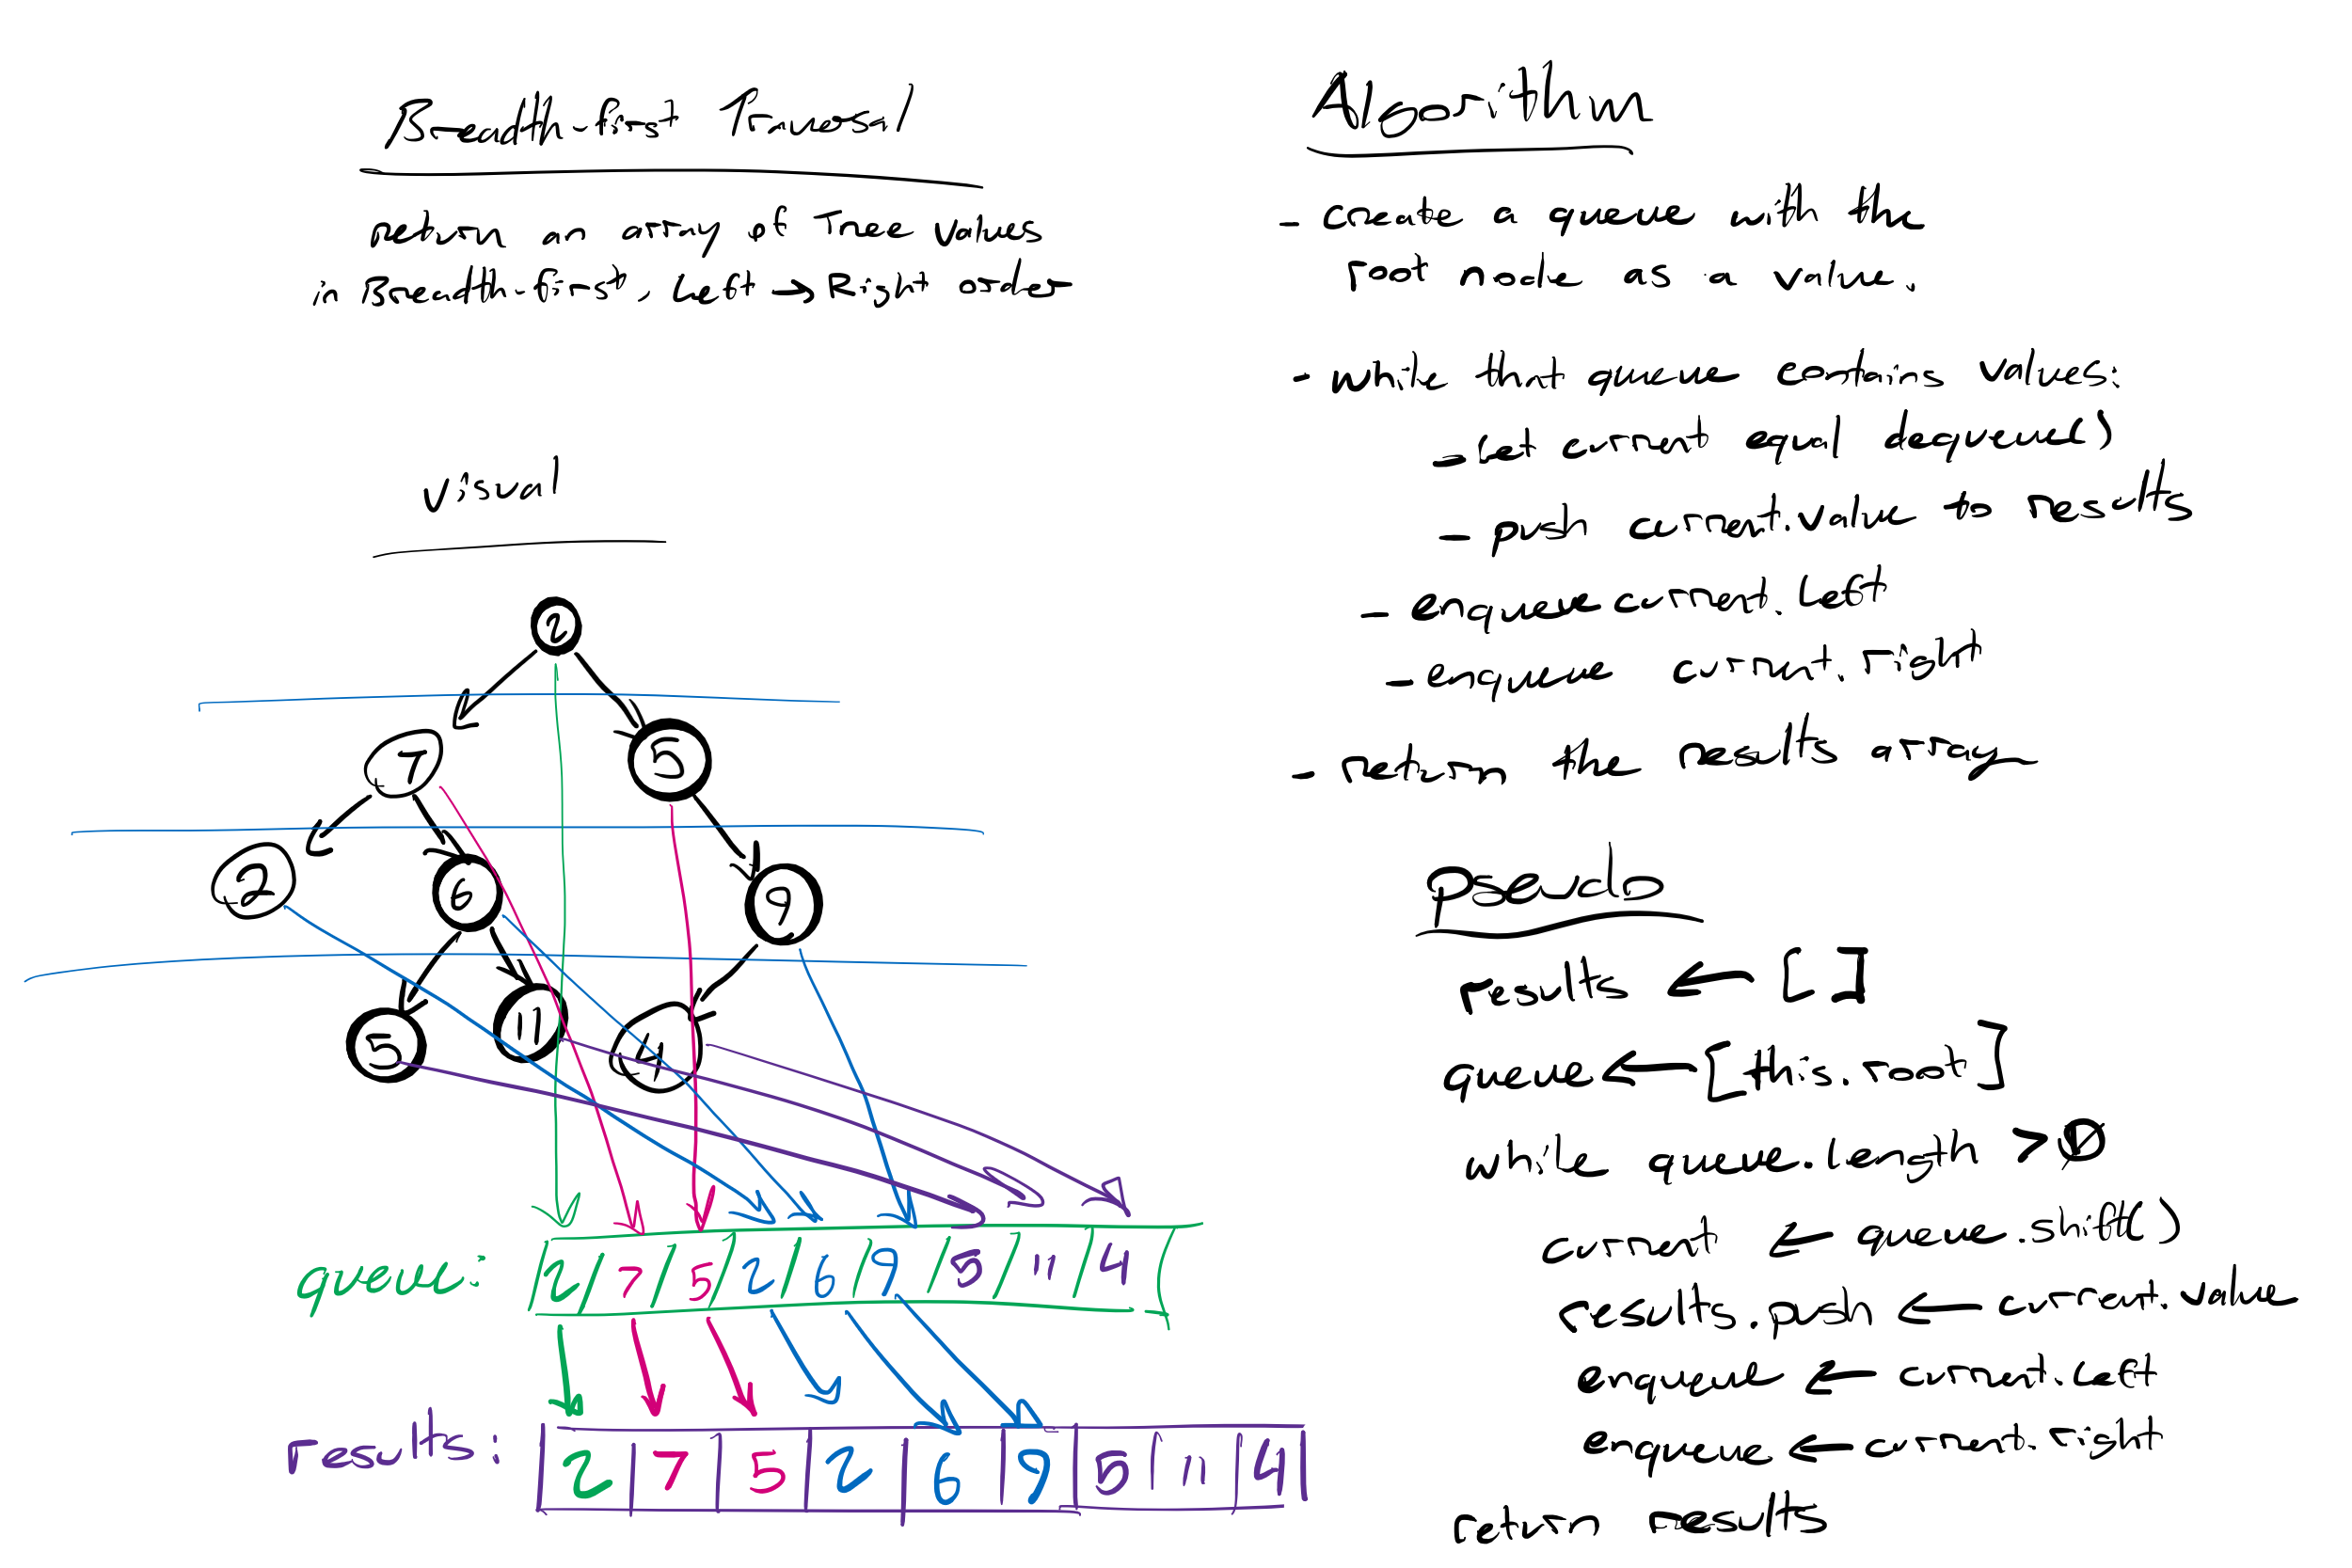 Breadth-first Traversal
return an array of Tree values
in Breadth-first, Left → Right order
visual
2
7 5
2 6 9
5 11 4
queue: 2 7 5 2 6 9 5 11 4
results: 2 7 5 2 6 9 5 11 4
Algorithm
- create a queue with the
root node as a value.
- while that queue contains values:
- set current equal dequeue()
- push current.value to results
- enqueue current.left
- enqueue current.right
- return the results array
pseudo
results ← []
queue ← [this.root]
while queue.length > 0
current ← queue.shift()
results.push ← current.value
enqueue ← current.left
enqueue ← current.right
return results